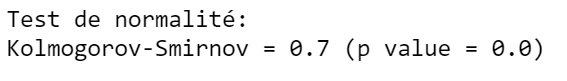 Test de normalité:
Kolmogorov-Smirnov = 0.7 (p value = 0.0)